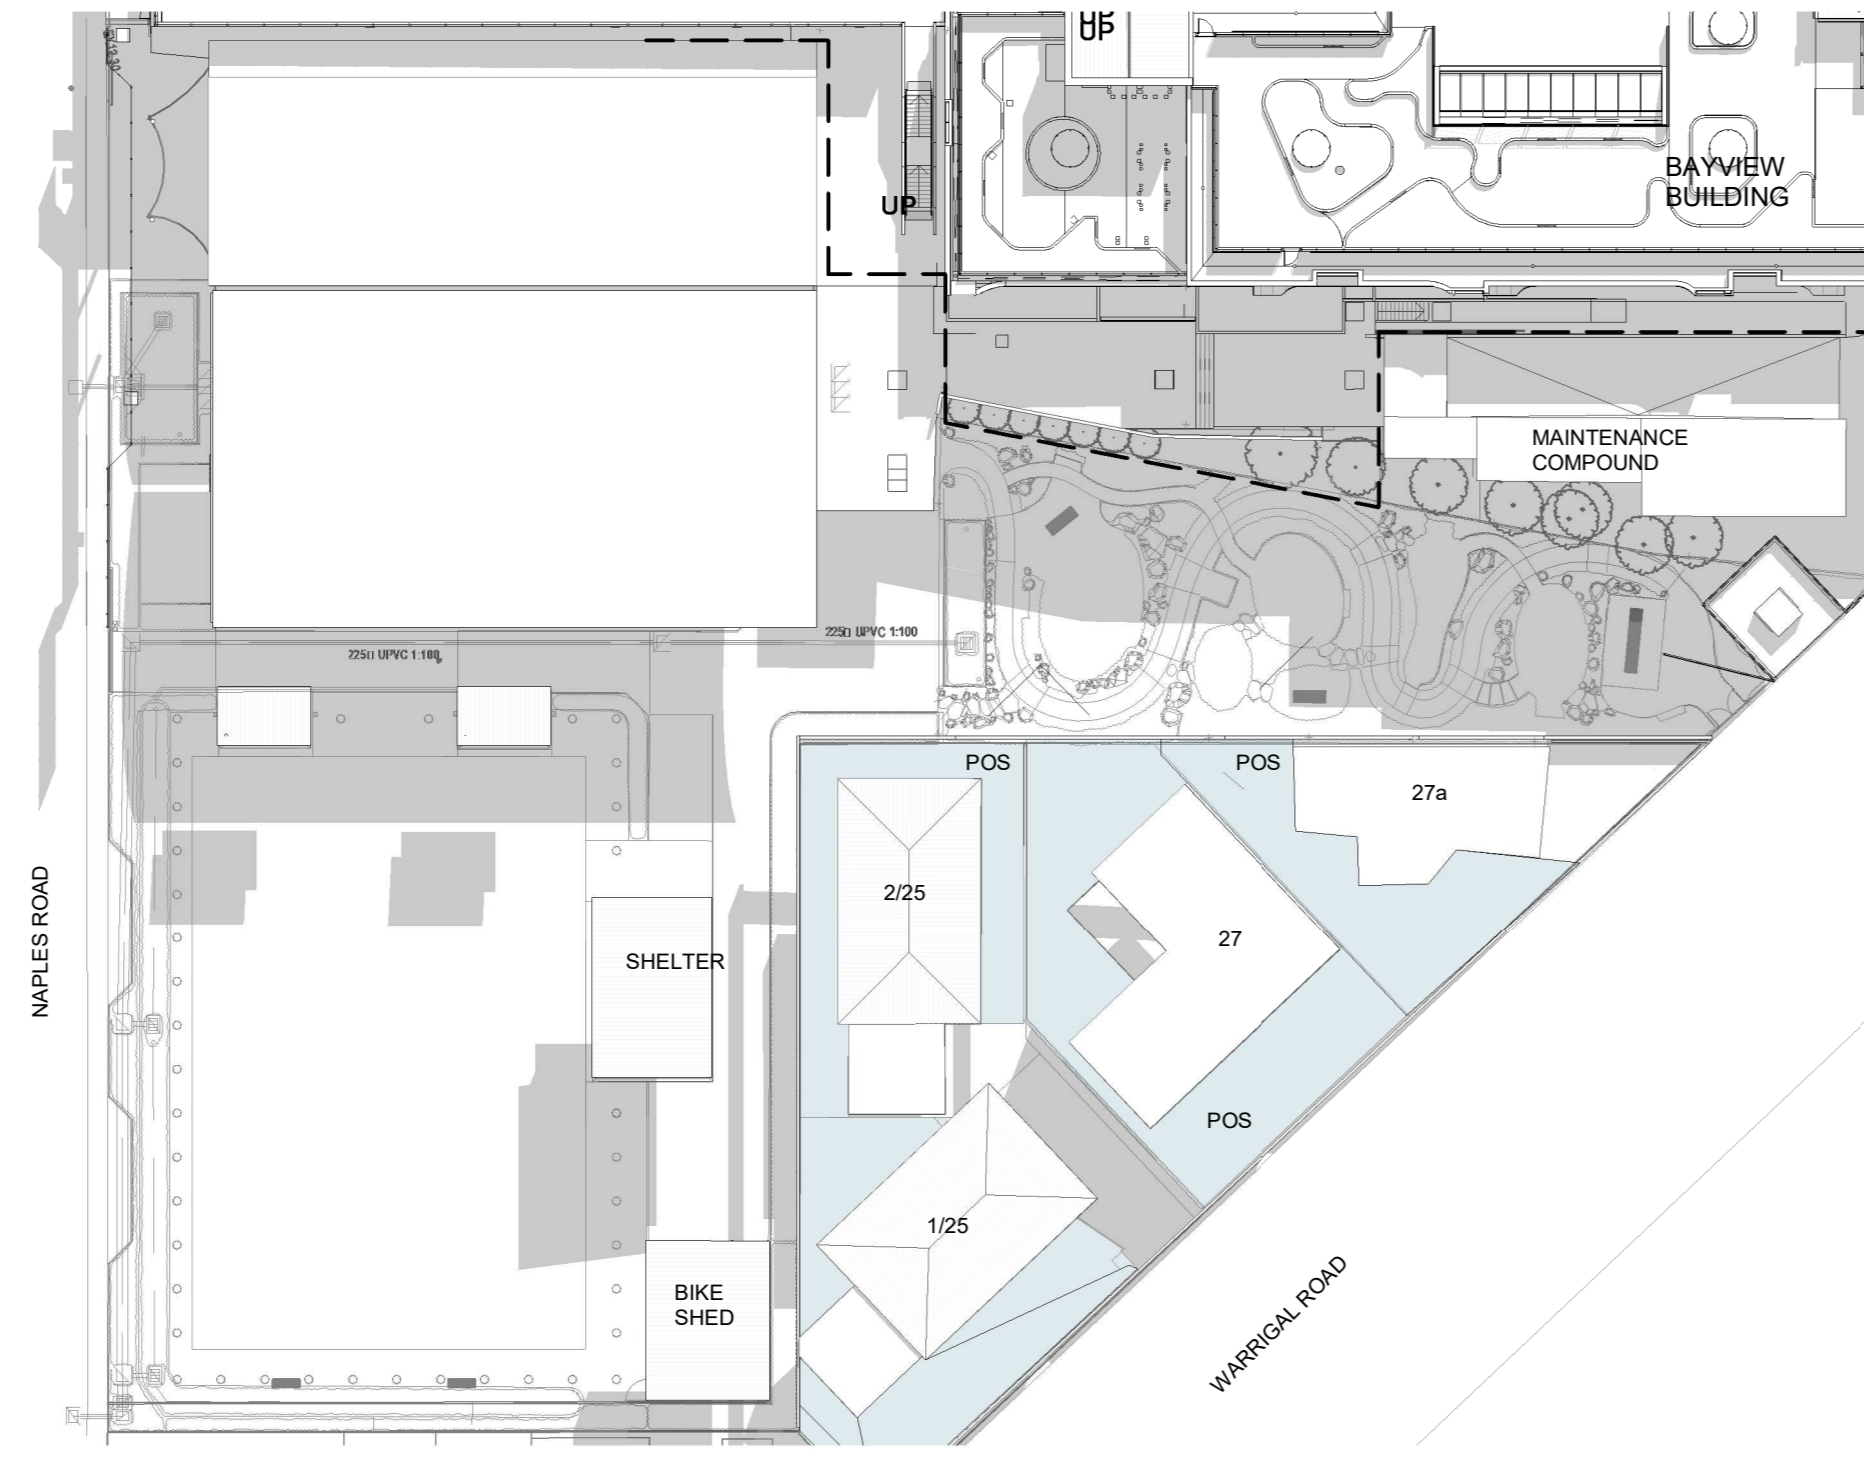 UP
UP
BAYVIEW
BUILDING
UP
MAINTENANCE
COMPOUND
225▯ UPVC 1:100
225▯ UPVC 1:100
POS
POS
27a
2/25
27
NAPLES ROAD
SHELTER
POS
1/25
BIKE
SHED
WARRIGAL ROAD